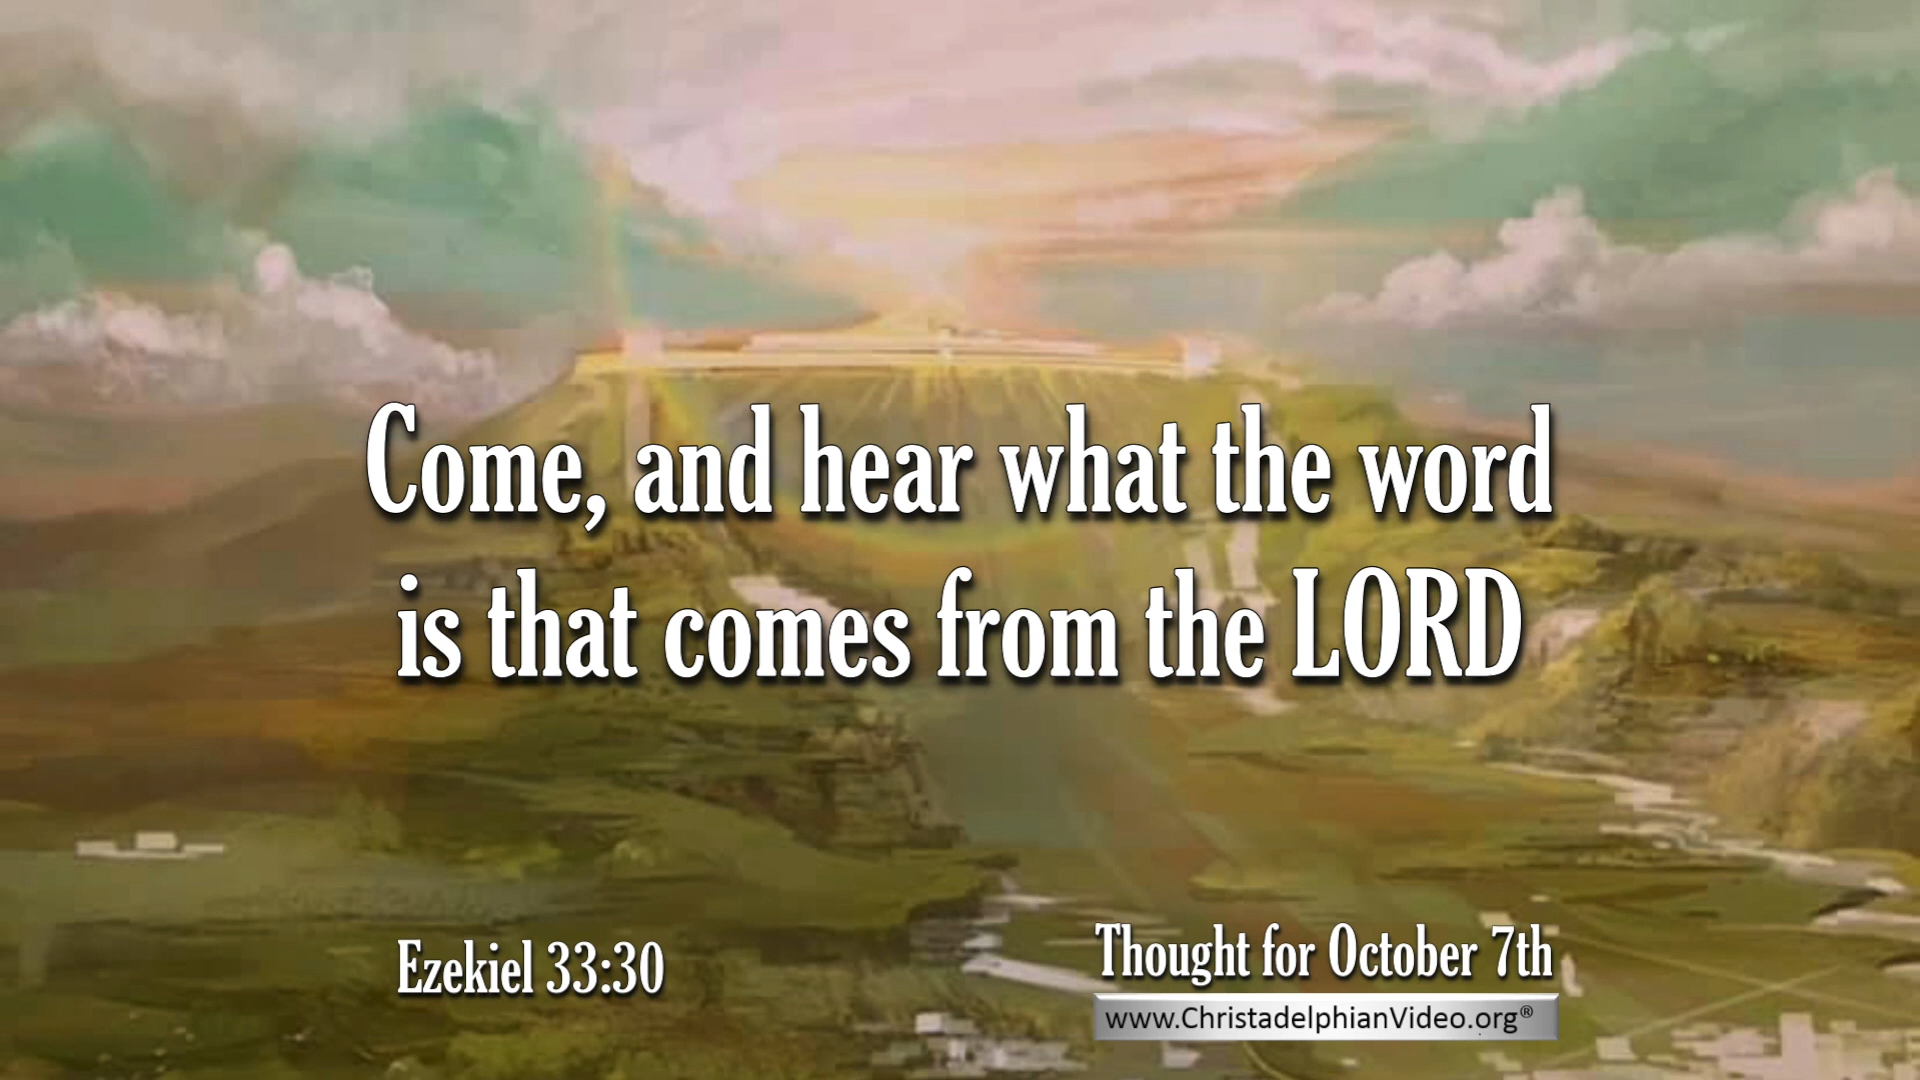 Come, and hear what the word
is that comes from the LORD
Ezekiel 33:30
Thought for October 7th
www.ChristadelphianVideo.org®